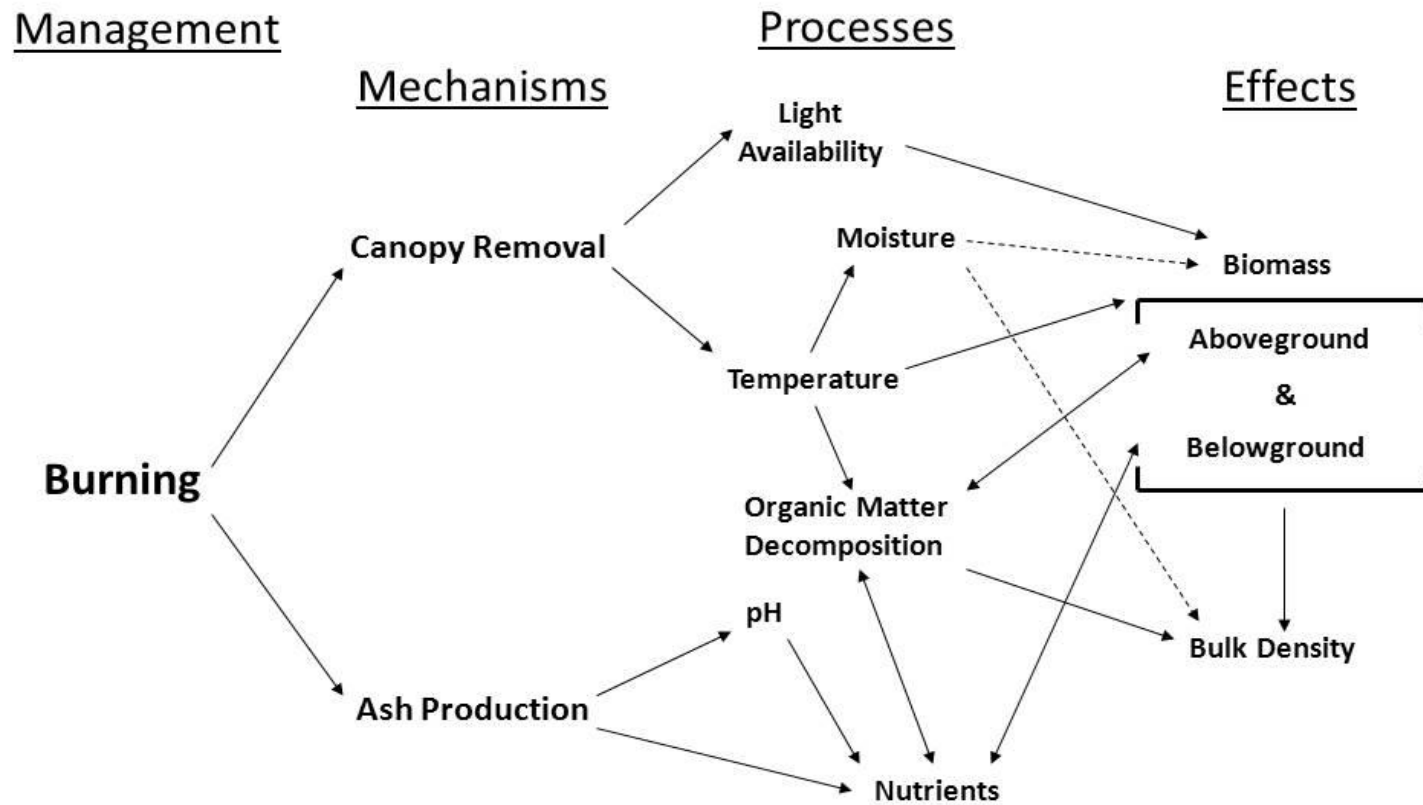 Management
Mechanisms
Processes
Effects
Light
Availability
Canopy Removal
Moisture
Biomass
Temperature
Aboveground
&
Belowground
Burning
Organic Matter
Decomposition
pH
Bulk Density
Ash Production
Nutrients